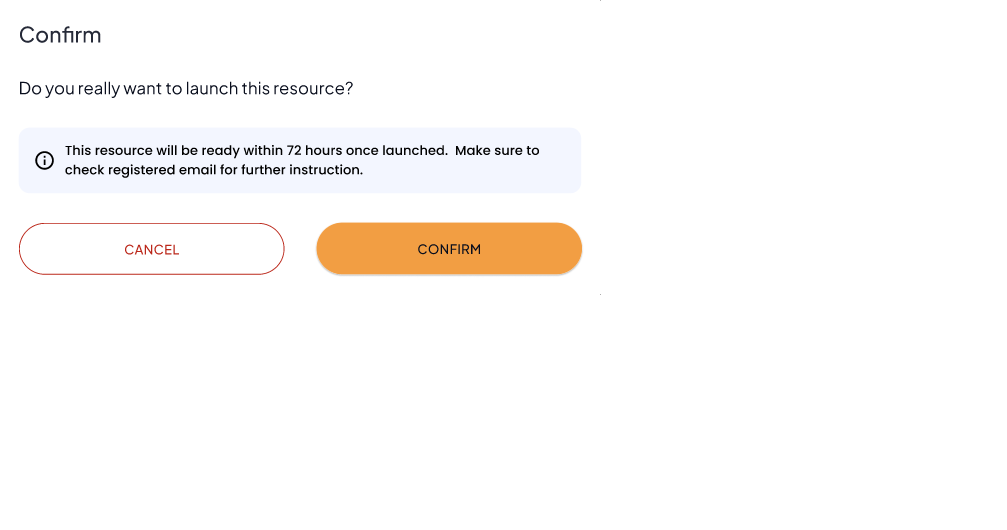 Confirm
Do you really want to launch this resource?
This resource will be ready within 72 hours once launched.  Make sure to
check registered email for further instruction.
CANCEL
CONFIRM